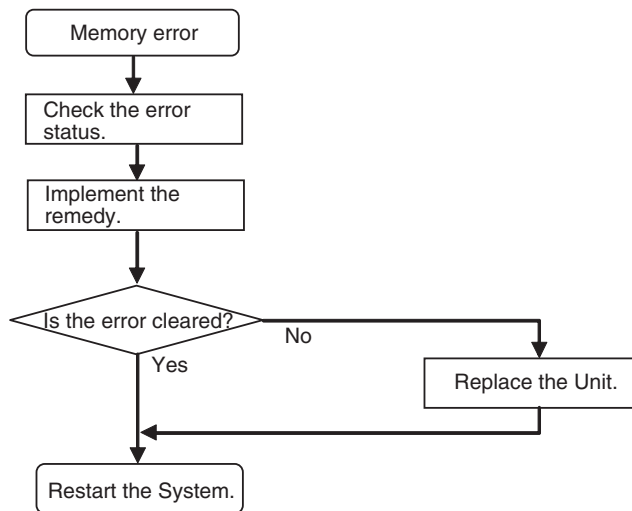 Memory error
Check the error
status.
Implement the
remedy.
Is the error cleared?
No
Yes
Replace the Unit.
Restart the System.